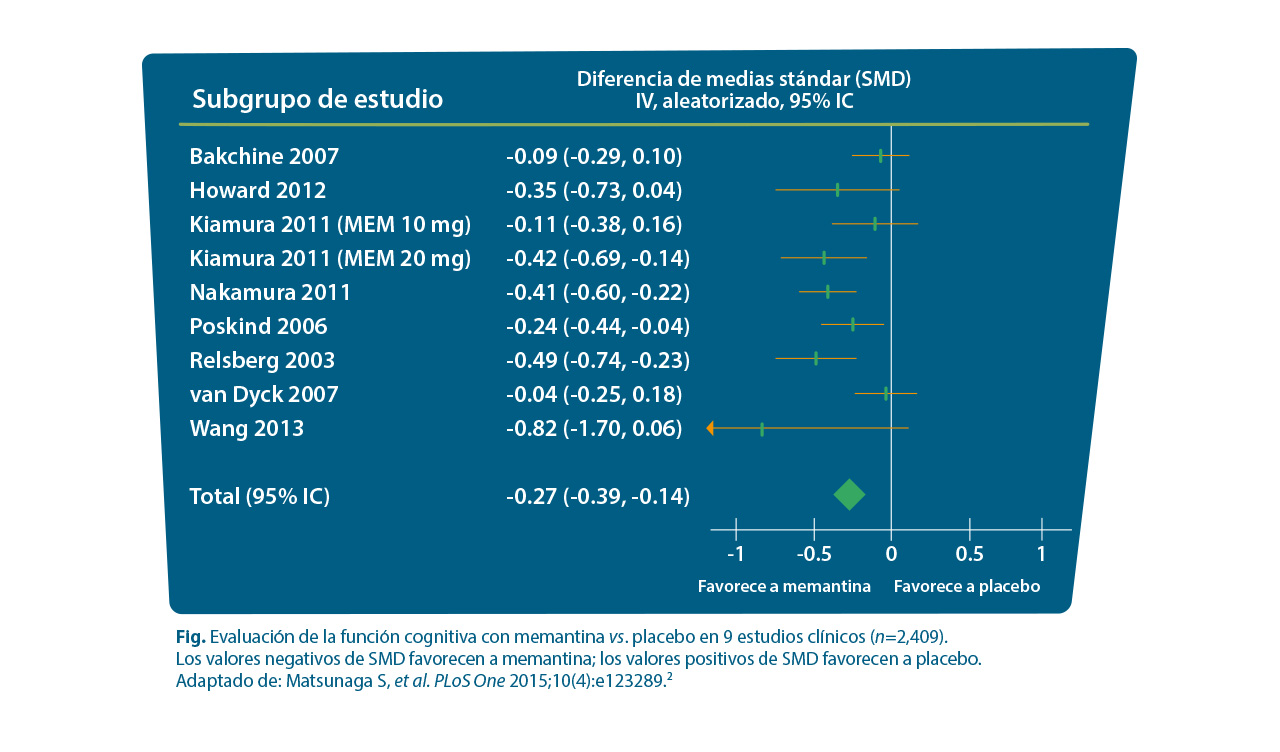 Subgrupo de estudio
Diferencia de medias stándar (SMD)
IV, aleatorizado, 95% IC
Bakchine 2007 -0.09 (-0.29, 0.10)
Howard 2012 -0.35 (-0.73, 0.04)
Kiamura 2011 (MEM 10 mg) -0.11 (-0.38, 0.16)
Kiamura 2011 (MEM 20 mg) -0.42 (-0.69, -0.14)
Nakamura 2011 -0.41 (-0.60, -0.22)
Poskind 2006 -0.24 (-0.44, -0.04)
Relsberg 2003 -0.49 (-0.74, -0.23)
van Dyck 2007 -0.04 (-0.25, 0.18)
Wang 2013 -0.82 (-1.70, 0.06)
Total (95% IC) -0.27 (-0.39, -0.14)
-1 -0.5 0 0.5 1
Favorece a memantina Favorece a placebo
Fig. Evaluación de la función cognitiva con memantina vs. placebo en 9 estudios clínicos (n=2,409).
Los valores negativos de SMD favorecen a memantina; los valores positivos de SMD favorecen a placebo.
Adaptado de: Matsunaga S, et al. PLoS One 2015;10(4):e123289.²